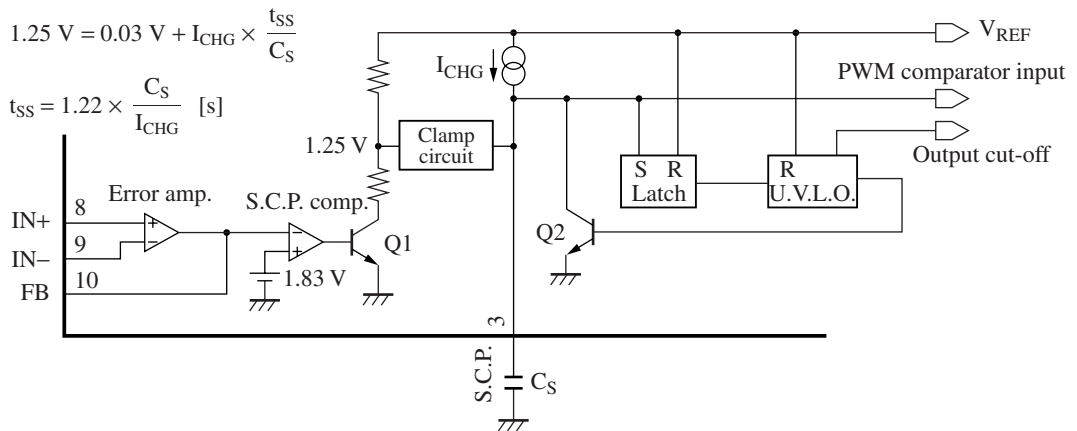 1.25 V = 0.03 V + I_CHG × t_SS / C_S
t_SS = 1.22 × C_S / I_CHG [s]
V_REF
I_CHG
PWM comparator input
1.25 V
Clamp
circuit
Output cut-off
S R
Latch
R
U.V.L.O.
Error amp.
S.C.P. comp.
IN+
8
+
−
IN−
9
FB
10
−
+
1.83 V
Q1
Q2
3
S.C.P.
C_S